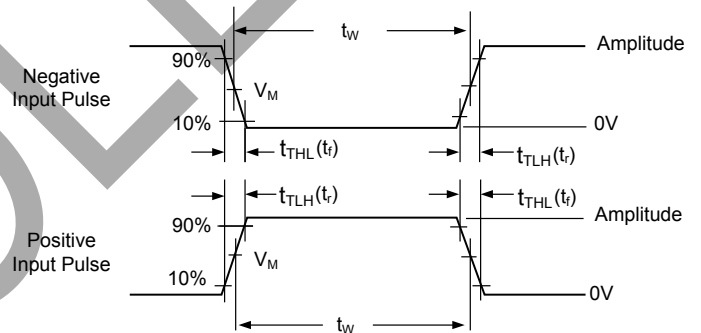 tW
Amplitude
90%
Negative
Input Pulse
VM
10%
0V
tTHL(tf)
tTLH(tr)
tTLH(tr)
tTHL(tf)
Amplitude
90%
Positive
Input Pulse
VM
10%
0V
tW